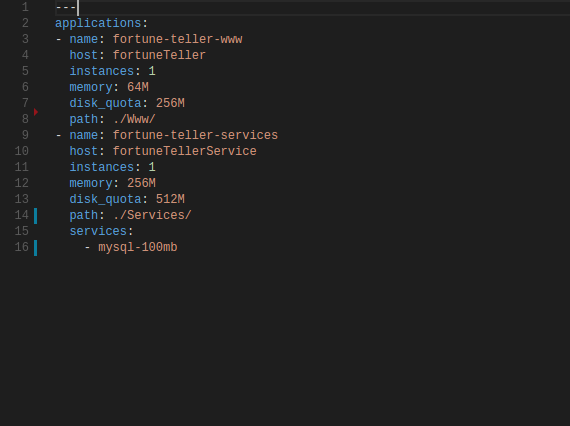 1 ---
2 applications:
3 - name: fortune-teller-www
4   host: fortuneTeller
5   instances: 1
6   memory: 64M
7   disk_quota: 256M
8   path: ./Www/
9 - name: fortune-teller-services
10   host: fortuneTellerService
11   instances: 1
12   memory: 256M
13   disk_quota: 512M
14   path: ./Services/
15   services:
16     - mysql-100mb